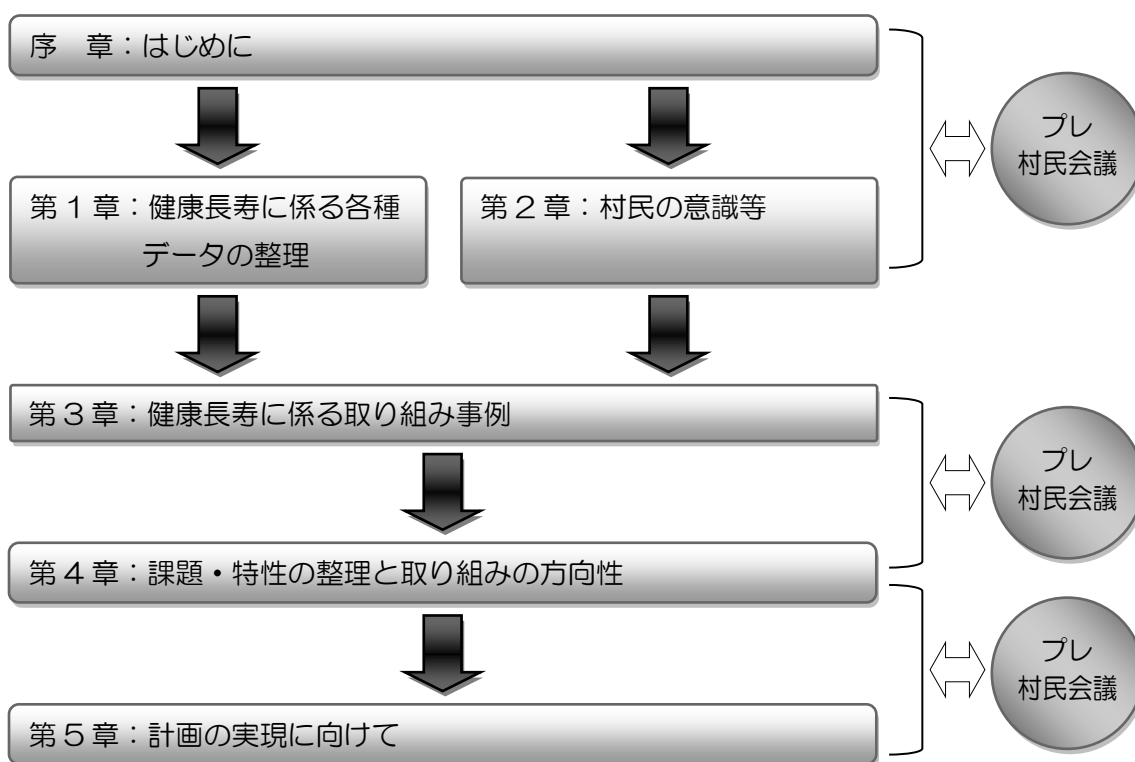 序　章：はじめに
プレ
村民会議
第１章：健康長寿に係る各種
データの整理
第２章：村民の意識等
第３章：健康長寿に係る取り組み事例
プレ
村民会議
第４章：課題・特性の整理と取り組みの方向性
プレ
村民会議
第５章：計画の実現に向けて